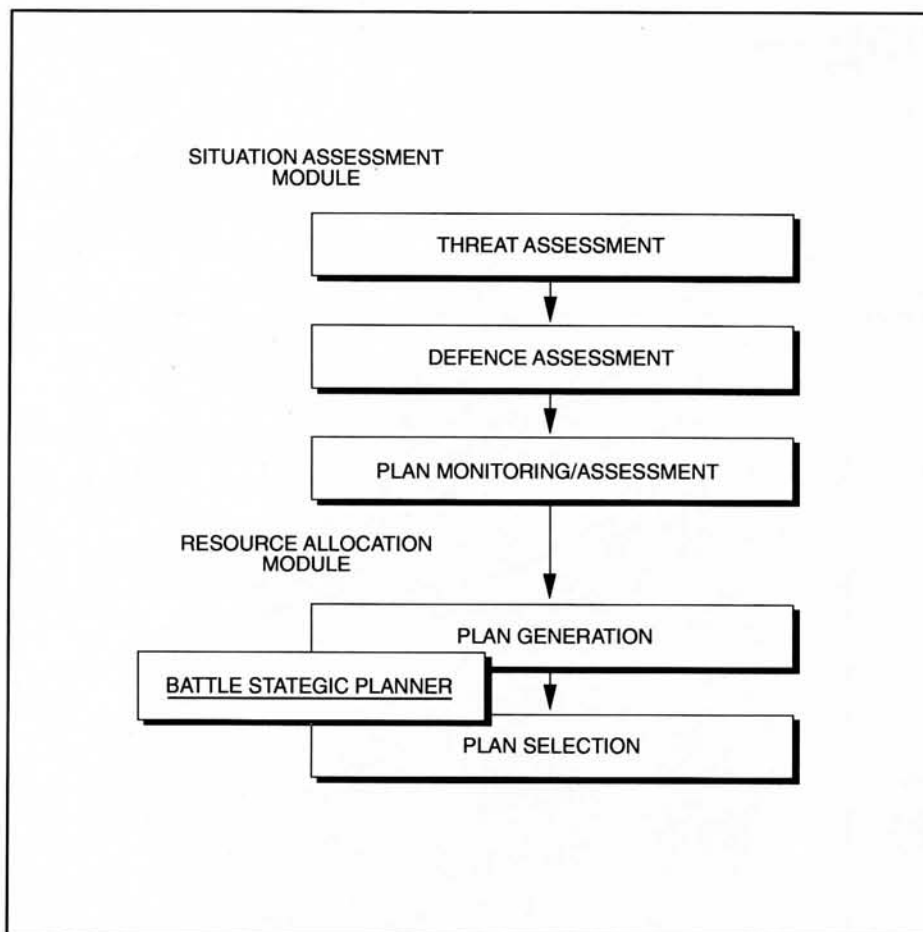 SITUATION ASSESSMENT
MODULE
THREAT ASSESSMENT
DEFENCE ASSESSMENT
PLAN MONITORING/ASSESSMENT
RESOURCE ALLOCATION
MODULE
PLAN GENERATION
BATTLE STATEGIC PLANNER
PLAN SELECTION